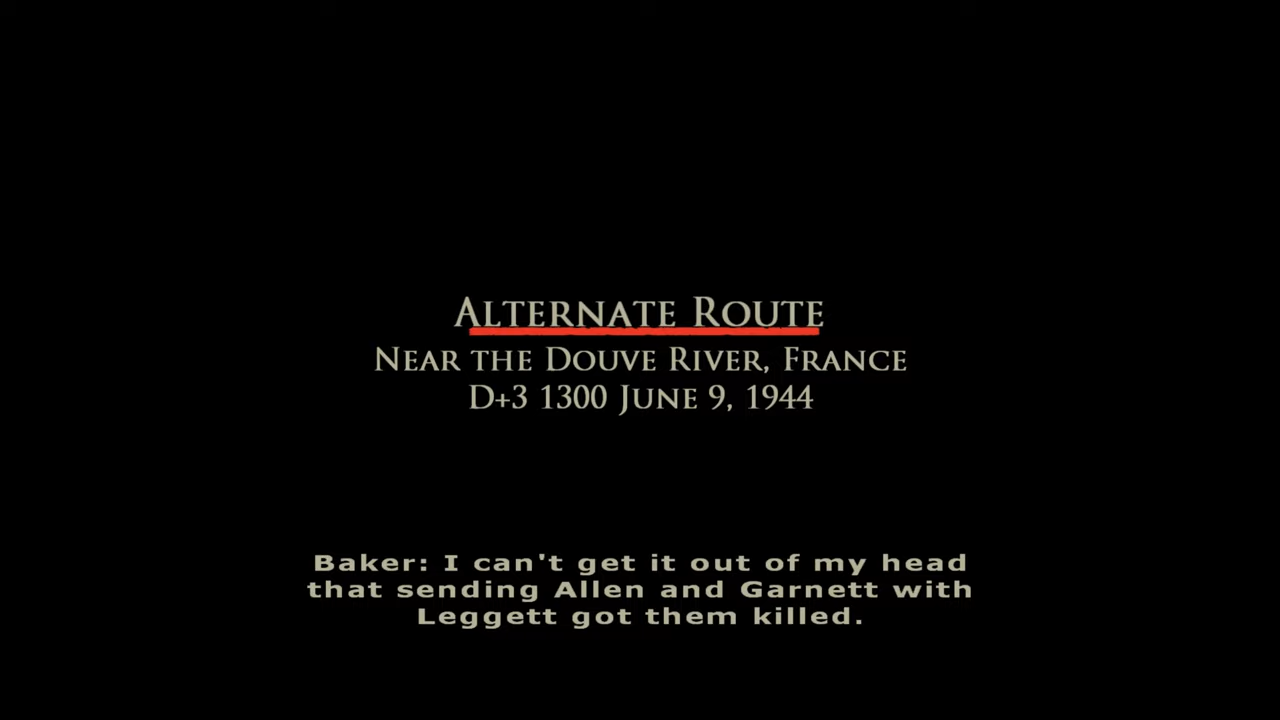 Alternate Route
Near the Douve River, France
D+3 1300 June 9, 1944
Baker: I can't get it out of my head
that sending Allen and Garnett with
Leggett got them killed.